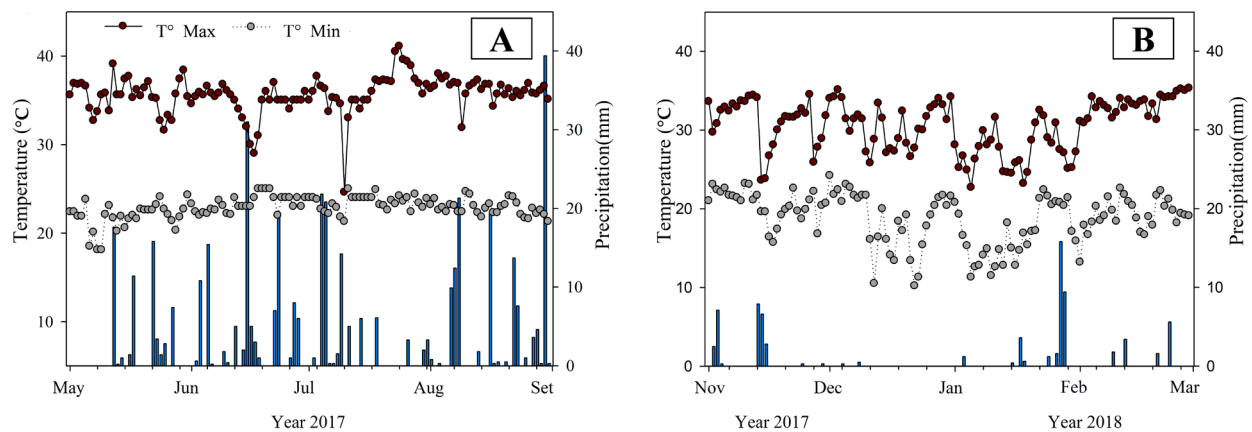 T° Max T° Min A
40
30
20
10
Temperature (°C)
40
30
20
10
0
Precipitation(mm)
May Jun Jul Aug Set
Year 2017
B
40
30
20
10
0
Temperature (°C)
40
30
20
10
0
Precipitation(mm)
Nov Dec Jan Feb Mar
Year 2017 Year 2018